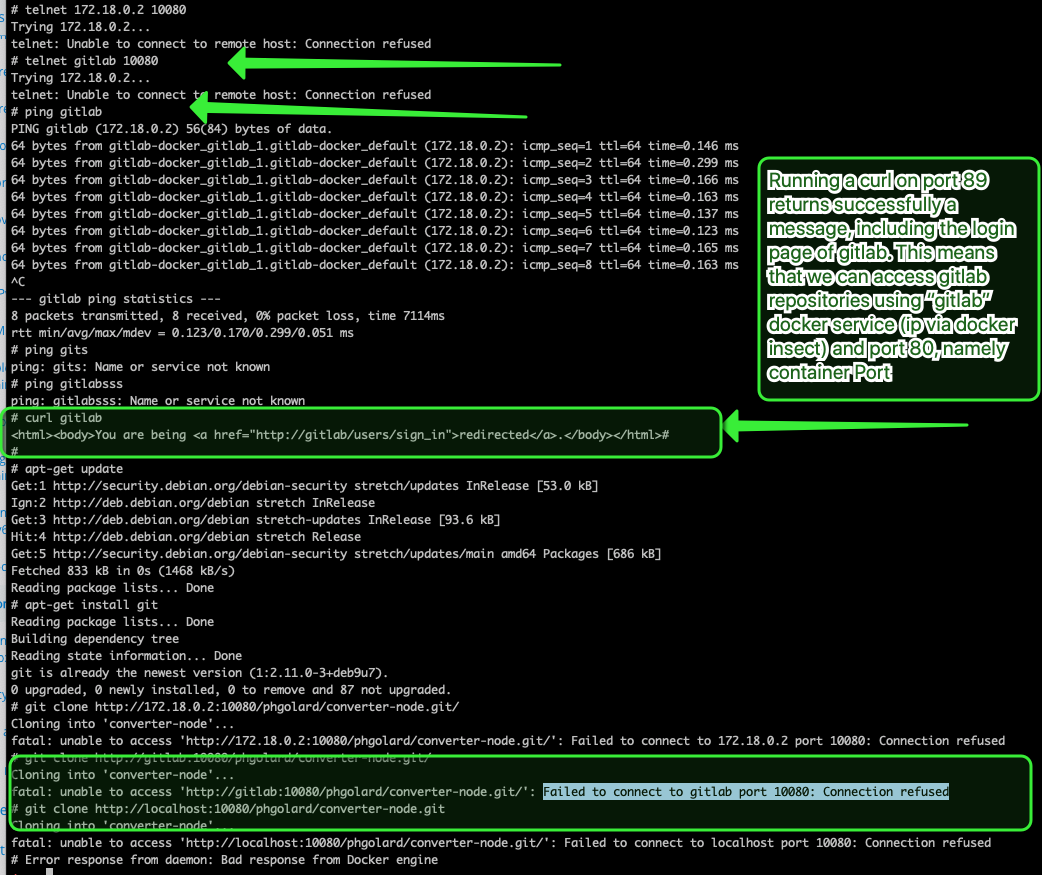 # telnet 172.18.0.2 10080
Trying 172.18.0.2...
telnet: Unable to connect to remote host: Connection refused
# telnet gitlab 10080
Trying 172.18.0.2...
telnet: Unable to connect to remote host: Connection refused
# ping gitlab
PING gitlab (172.18.0.2) 56(84) bytes of data.
64 bytes from gitlab-docker_gitlab_1.gitlab-docker_default (172.18.0.2): icmp_seq=1 ttl=64 time=0.146 ms
64 bytes from gitlab-docker_gitlab_1.gitlab-docker_default (172.18.0.2): icmp_seq=2 ttl=64 time=0.299 ms
64 bytes from gitlab-docker_gitlab_1.gitlab-docker_default (172.18.0.2): icmp_seq=3 ttl=64 time=0.166 ms
64 bytes from gitlab-docker_gitlab_1.gitlab-docker_default (172.18.0.2): icmp_seq=4 ttl=64 time=0.163 ms
64 bytes from gitlab-docker_gitlab_1.gitlab-docker_default (172.18.0.2): icmp_seq=5 ttl=64 time=0.137 ms
64 bytes from gitlab-docker_gitlab_1.gitlab-docker_default (172.18.0.2): icmp_seq=6 ttl=64 time=0.123 ms
64 bytes from gitlab-docker_gitlab_1.gitlab-docker_default (172.18.0.2): icmp_seq=7 ttl=64 time=0.165 ms
64 bytes from gitlab-docker_gitlab_1.gitlab-docker_default (172.18.0.2): icmp_seq=8 ttl=64 time=0.163 ms
^C
--- gitlab ping statistics ---
8 packets transmitted, 8 received, 0% packet loss, time 7114ms
rtt min/avg/max/mdev = 0.123/0.170/0.299/0.051 ms
# ping gits
ping: gits: Name or service not known
# ping gitlabsss
ping: gitlabsss: Name or service not known
# curl gitlab
<html><body>You are being <a href="http://gitlab/users/sign_in">redirected</a>.</body></html>#
#
# apt-get update
Get:1 http://security.debian.org/debian-security stretch/updates InRelease [53.0 kB]
Ign:2 http://deb.debian.org/debian stretch InRelease
Get:3 http://deb.debian.org/debian stretch-updates InRelease [93.6 kB]
Hit:4 http://deb.debian.org/debian stretch Release
Get:5 http://security.debian.org/debian-security stretch/updates/main amd64 Packages [686 kB]
Fetched 833 kB in 0s (1468 kB/s)
Reading package lists... Done
# apt-get install git
Reading package lists... Done
Building dependency tree
Reading state information... Done
git is already the newest version (1:2.11.0-3+deb9u7).
0 upgraded, 0 newly installed, 0 to remove and 87 not upgraded.
# git clone http://172.18.0.2:10080/phgolard/converter-node.git/
Cloning into 'converter-node'...
fatal: unable to access 'http://172.18.0.2:10080/phgolard/converter-node.git/': Failed to connect to 172.18.0.2 port 10080: Connection refused
# git clone http://gitlab:10080/phgolard/converter-node.git/
Cloning into 'converter-node'...
fatal: unable to access 'http://gitlab:10080/phgolard/converter-node.git/': Failed to connect to gitlab port 10080: Connection refused
# git clone http://localhost:10080/phgolard/converter-node.git
Cloning into 'converter-node'...
fatal: unable to access 'http://localhost:10080/phgolard/converter-node.git/': Failed to connect to localhost port 10080: Connection refused
# Error response from daemon: Bad response from Docker engine
Running a curl on port 89
returns successfully a
message, including the login
page of gitlab. This means
that we can access gitlab
repositories using “gitlab”
docker service (ip via docker
insect) and port 80, namely
container Port